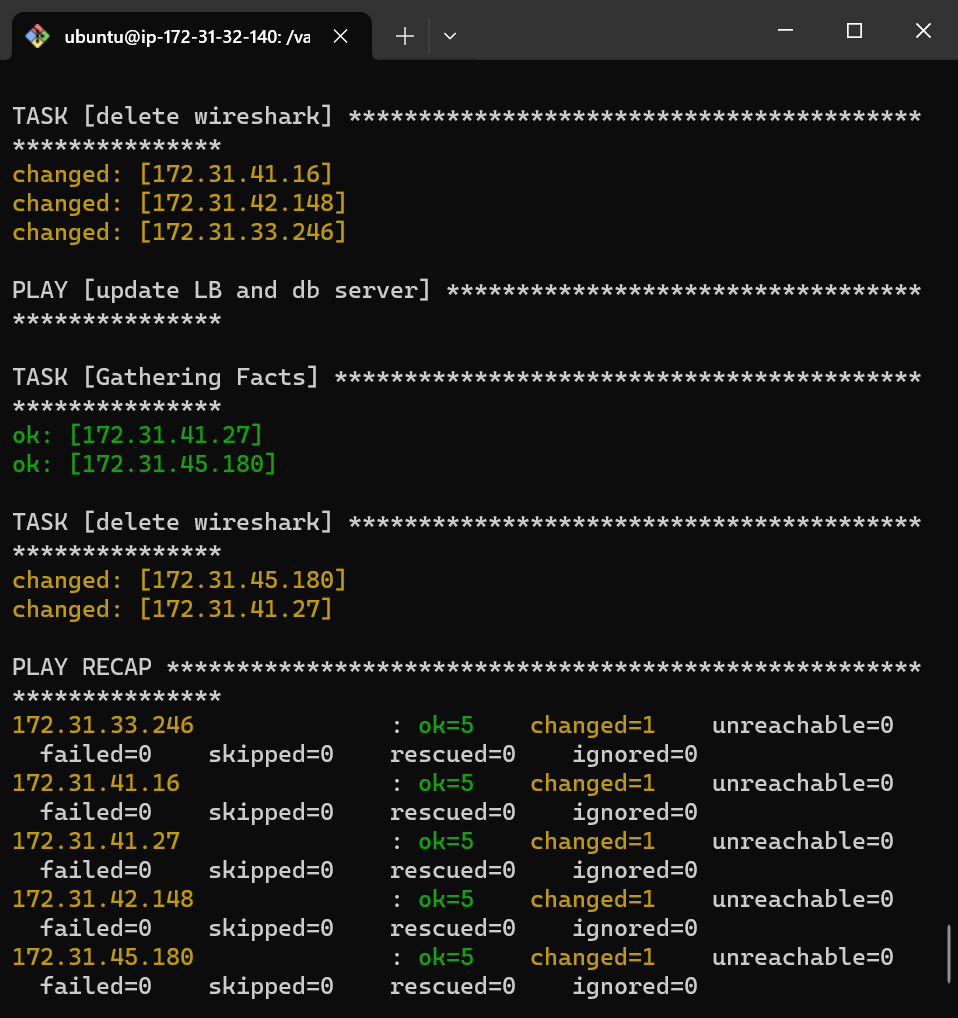 ubuntu@ip-172-31-32-140: /va
TASK [delete wireshark] *****************************************
***************
changed: [172.31.41.16]
changed: [172.31.42.148]
changed: [172.31.33.246]
PLAY [update LB and db server] **********************************
***************
TASK [Gathering Facts] ******************************************
***************
ok: [172.31.41.27]
ok: [172.31.45.180]
TASK [delete wireshark] *****************************************
***************
changed: [172.31.45.180]
changed: [172.31.41.27]
PLAY RECAP ******************************************************
***************
172.31.33.246              : ok=5    changed=1    unreachable=0
  failed=0    skipped=0    rescued=0    ignored=0
172.31.41.16               : ok=5    changed=1    unreachable=0
  failed=0    skipped=0    rescued=0    ignored=0
172.31.41.27               : ok=5    changed=1    unreachable=0
  failed=0    skipped=0    rescued=0    ignored=0
172.31.42.148              : ok=5    changed=1    unreachable=0
  failed=0    skipped=0    rescued=0    ignored=0
172.31.45.180              : ok=5    changed=1    unreachable=0
  failed=0    skipped=0    rescued=0    ignored=0